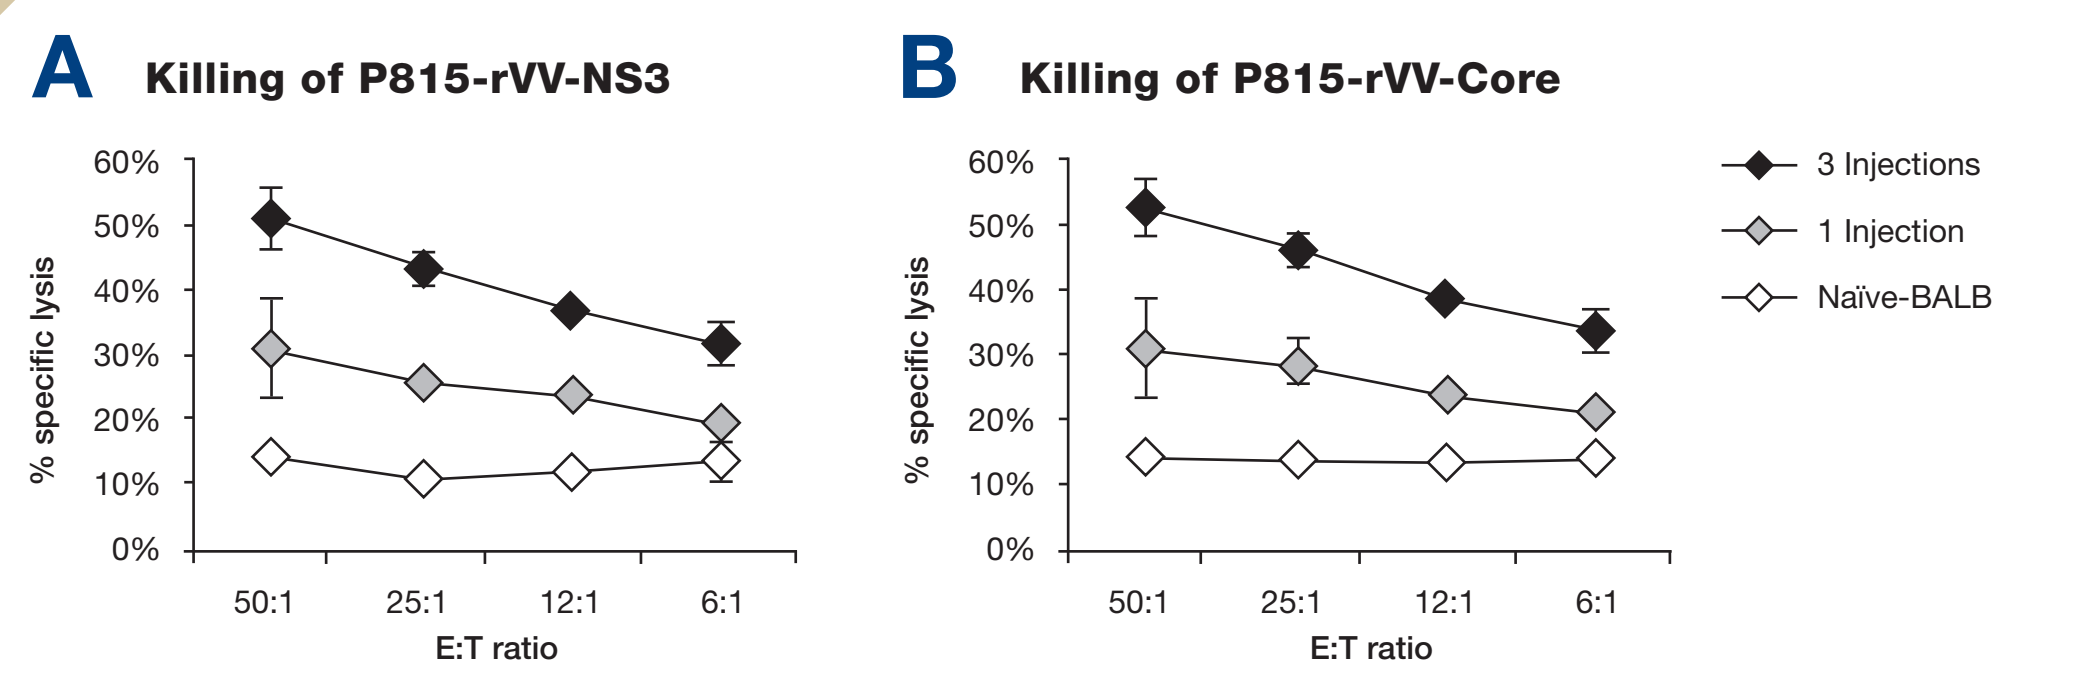 A
Killing of P815-rVV-NS3
60%
50%
40%
30%
20%
10%
0%
% specific lysis
50:1 25:1 12:1 6:1
E:T ratio
B
Killing of P815-rVV-Core
60%
50%
40%
30%
20%
10%
0%
% specific lysis
50:1 25:1 12:1 6:1
E:T ratio
3 Injections
1 Injection
Naïve-BALB